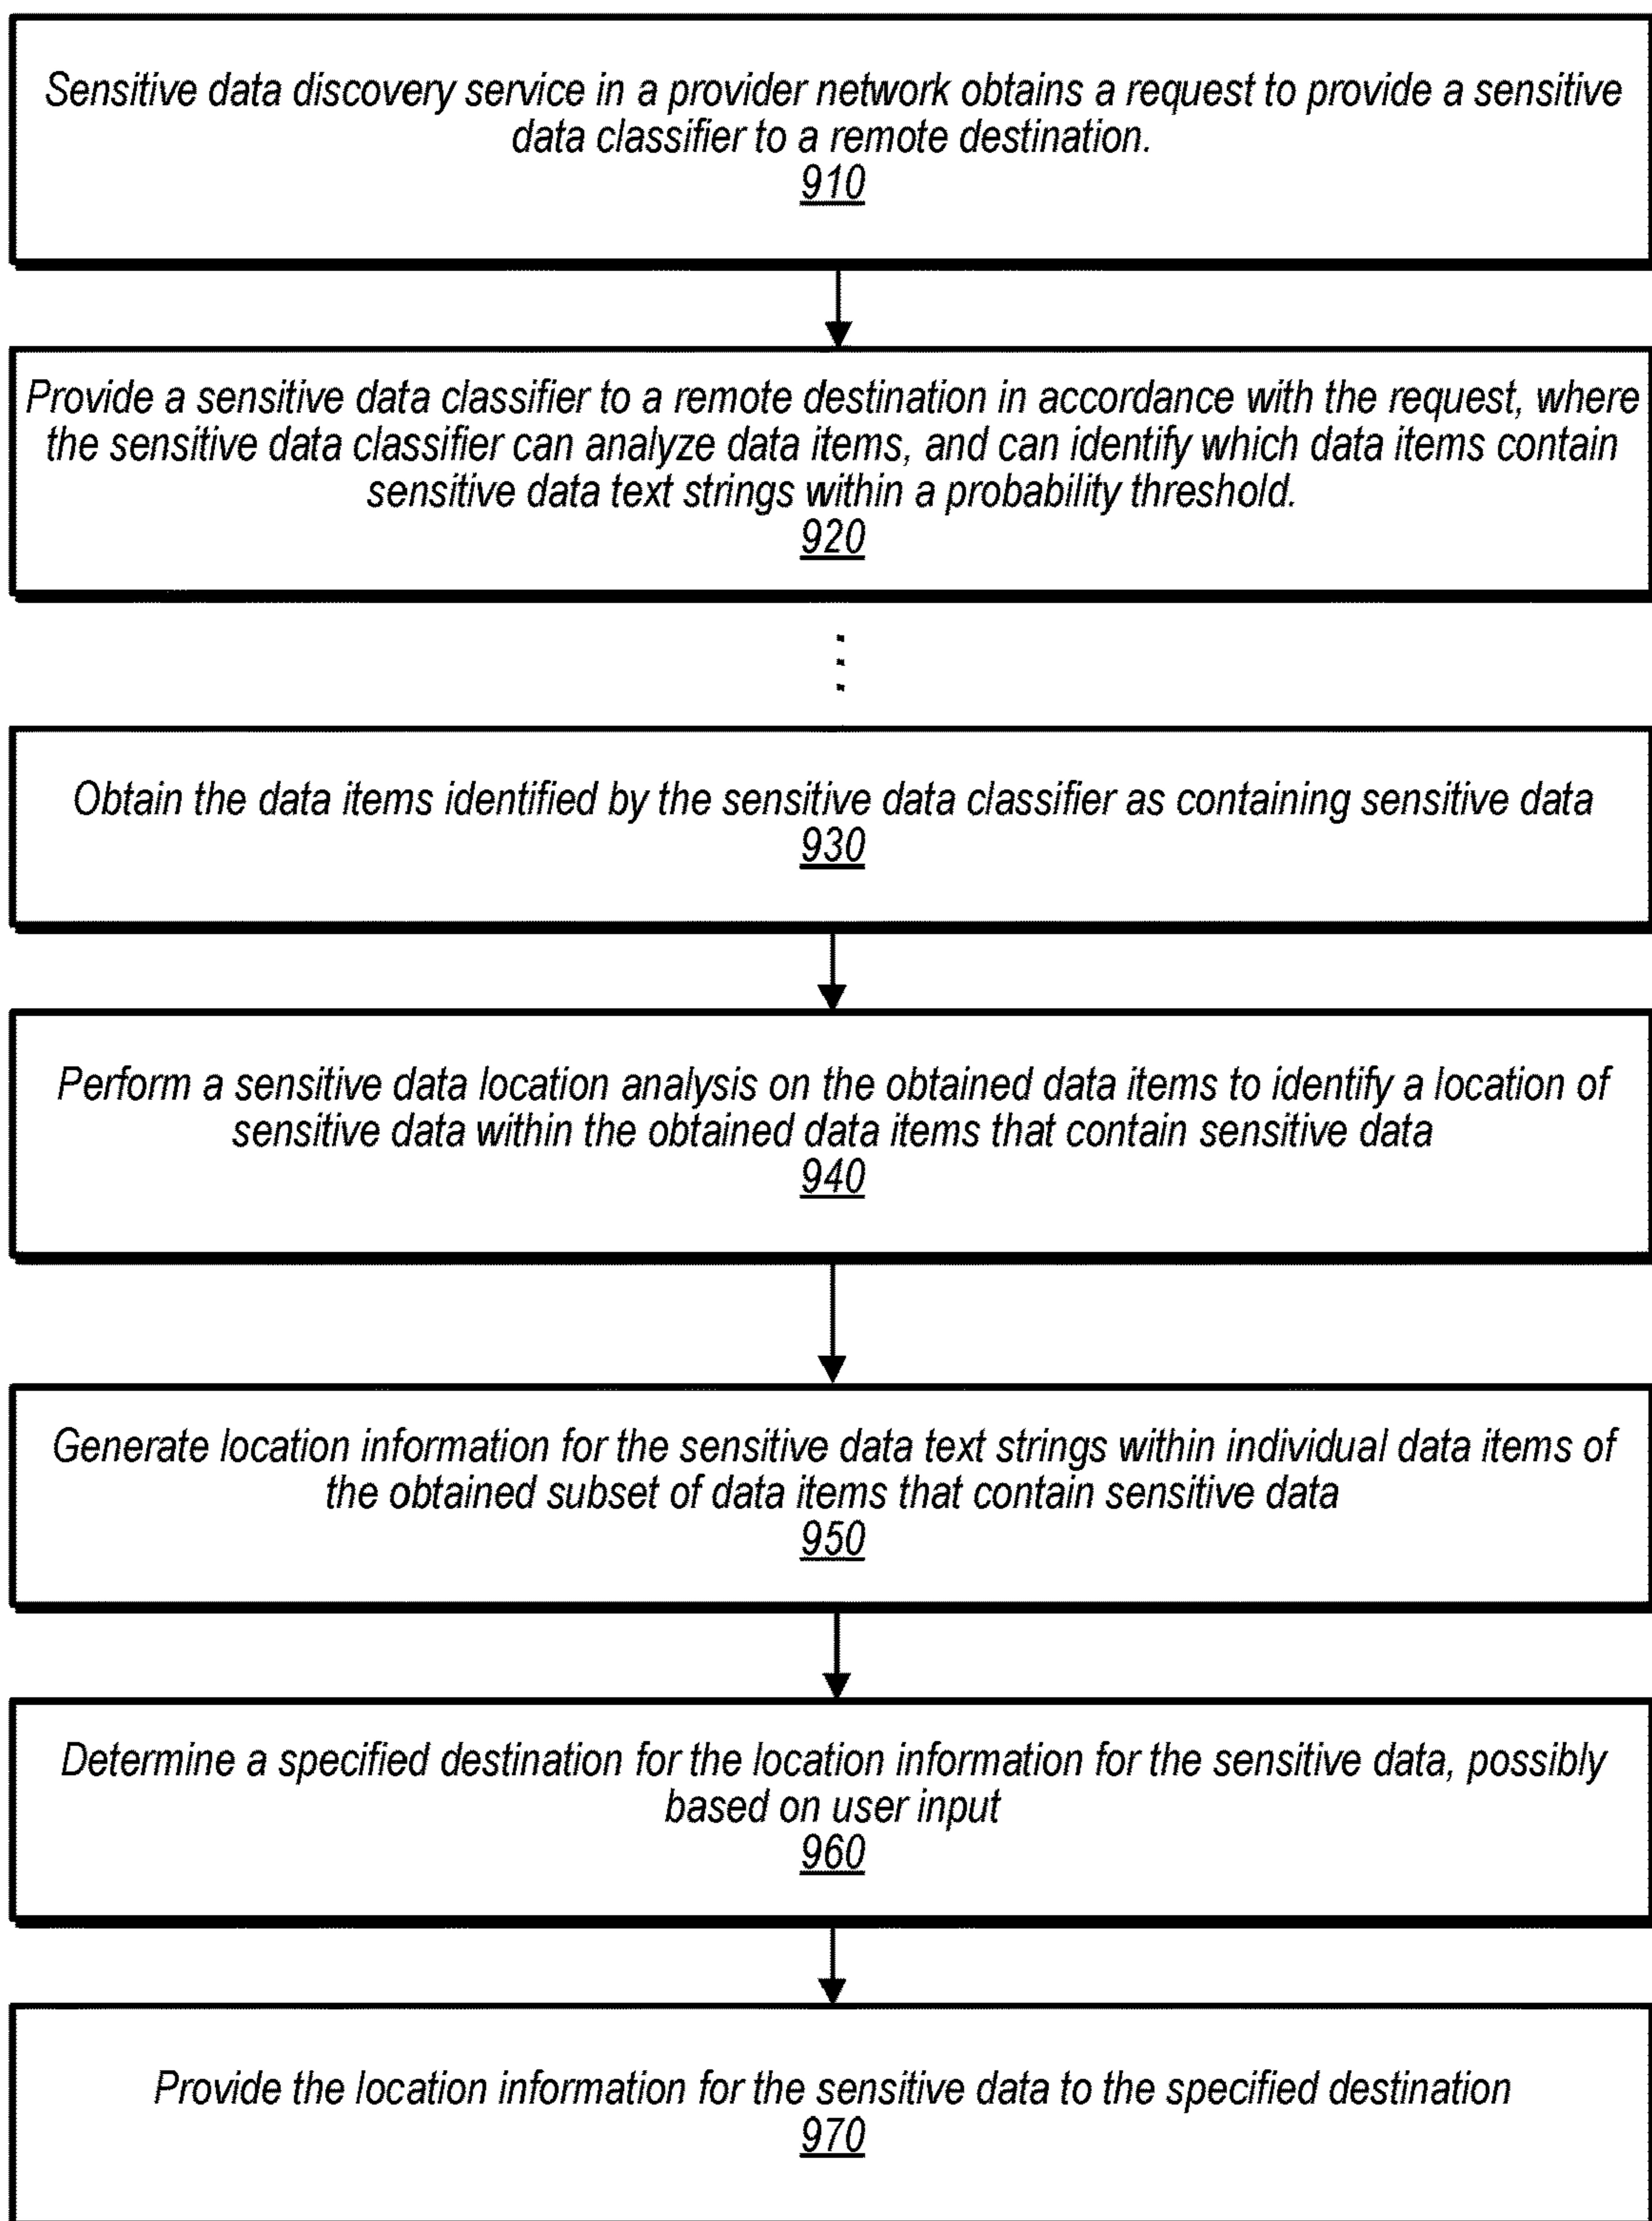 Sensitive data discovery service in a provider network obtains a request to provide a sensitive
data classifier to a remote destination.
910
Provide a sensitive data classifier to a remote destination in accordance with the request, where
the sensitive data classifier can analyze data items, and can identify which data items contain
sensitive data text strings within a probability threshold.
920
Obtain the data items identified by the sensitive data classifier as containing sensitive data
930
Perform a sensitive data location analysis on the obtained data items to identify a location of
sensitive data within the obtained data items that contain sensitive data
940
Generate location information for the sensitive data text strings within individual data items of
the obtained subset of data items that contain sensitive data
950
Determine a specified destination for the location information for the sensitive data, possibly
based on user input
960
Provide the location information for the sensitive data to the specified destination
970